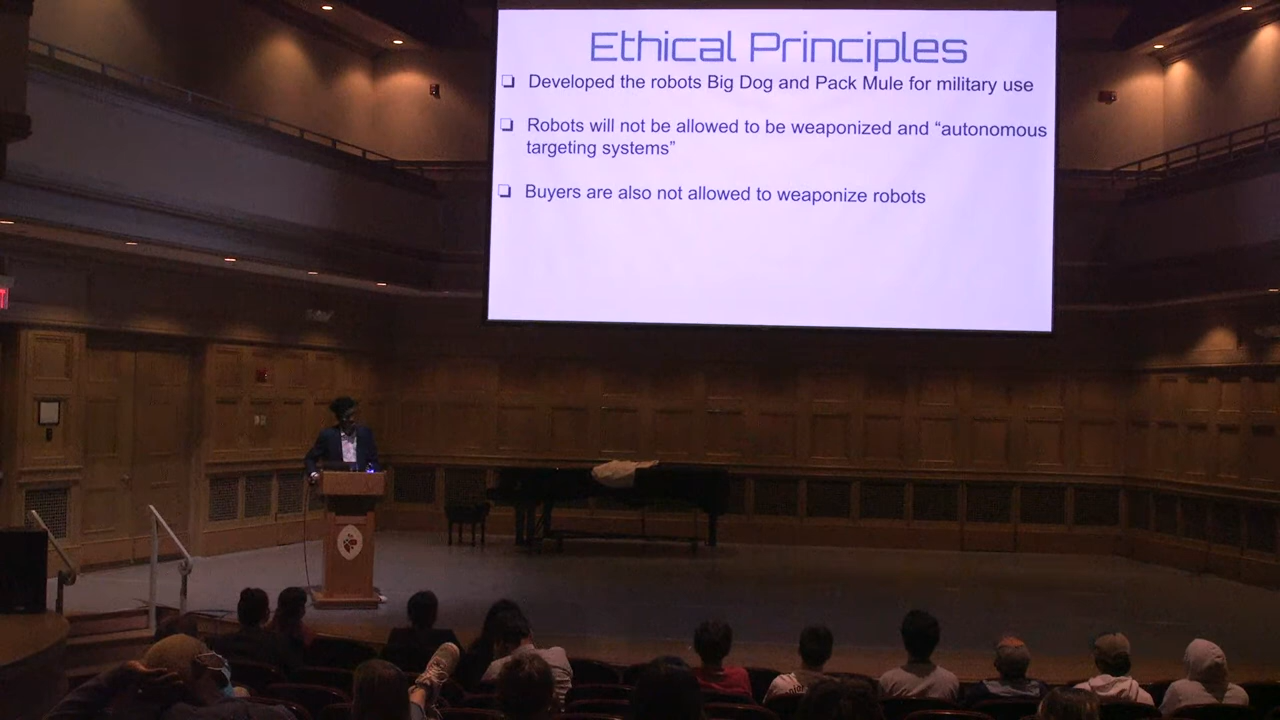 Ethical Principles
Developed the robots Big Dog and Pack Mule for military use
Robots will not be allowed to be weaponized and “autonomous
targeting systems”
Buyers are also not allowed to weaponize robots